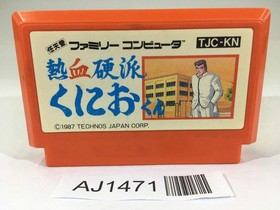 任天堂 ファミリーコンピュータ TJC-KN
熱血硬派
くにおくん
©1987 TECHNOS JAPAN CORP.
AJ1471